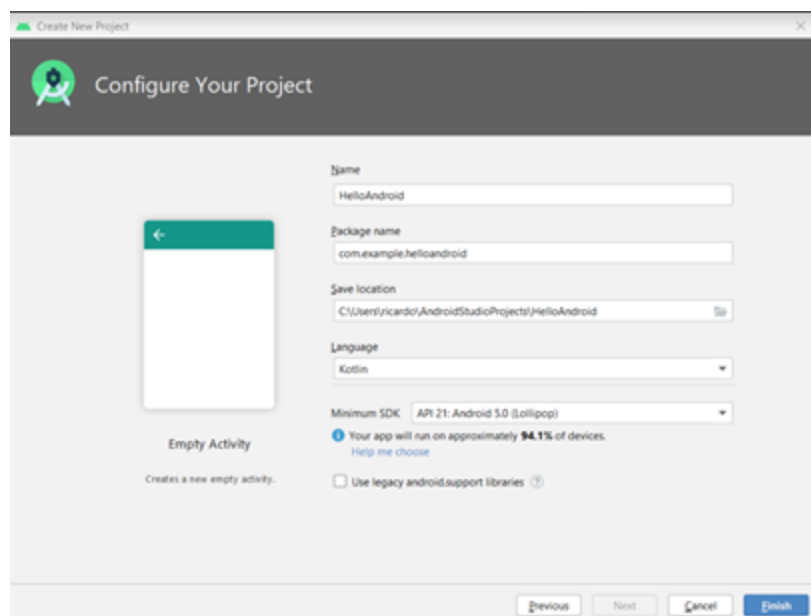 Create New Project
Configure Your Project
Name
HelloAndroid
Package name
com.example.helloandroid
Save location
C:\Users\ricardo\AndroidStudioProjects\HelloAndroid
Language
Kotlin
Minimum SDK API 21: Android 5.0 (Lollipop)
Your app will run on approximately 94.1% of devices.
Help me choose
Use legacy android.support libraries ?
Empty Activity
Creates a new empty activity.
Previous Next Cancel Finish